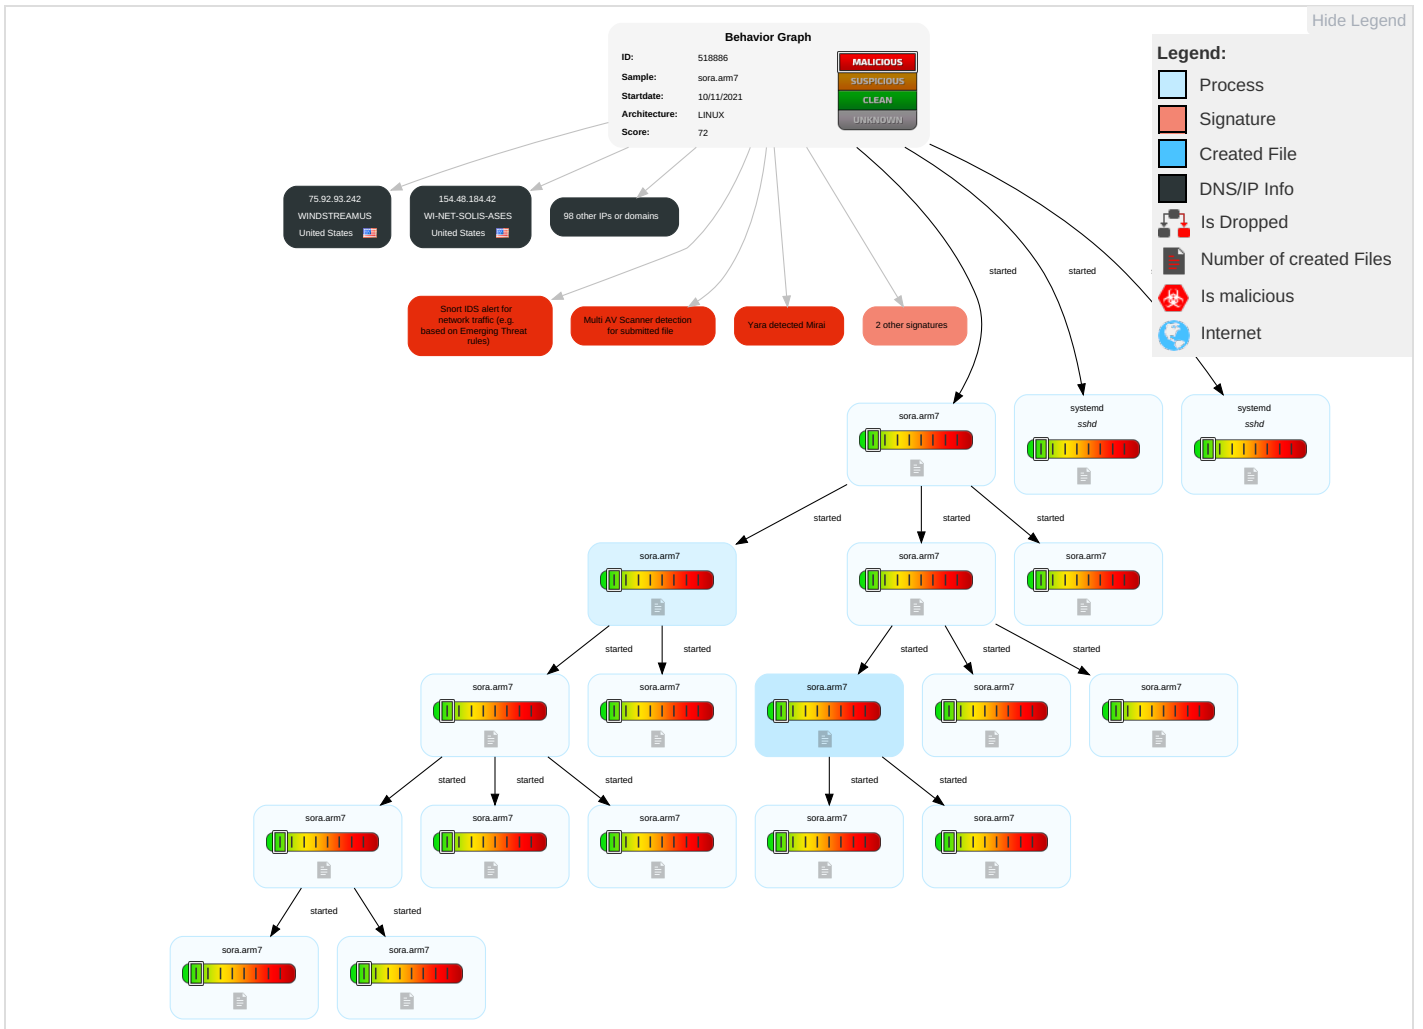 Hide Legend
Behavior Graph
ID: 518886
Sample: sora.arm7
Startdate: 10/11/2021
Architecture: LINUX
Score: 72
MALICIOUS
SUSPICIOUS
CLEAN
UNKNOWN
Legend:
Process
Signature
Created File
DNS/IP Info
Is Dropped
Number of created Files
Is malicious
Internet
75.92.93.242
WINDSTREAMUS
United States
154.48.184.42
WI-NET-SOLIS-ASES
United States
98 other IPs or domains
started
started
Snort IDS alert for
network traffic (e.g.
based on Emerging Threat
rules)
Multi AV Scanner detection
for submitted file
Yara detected Mirai
2 other signatures
sora.arm7
systemd
sshd
systemd
sshd
started
started
started
sora.arm7
sora.arm7
sora.arm7
started
started
started
started
started
sora.arm7
sora.arm7
sora.arm7
sora.arm7
sora.arm7
started
started
started
started
started
sora.arm7
sora.arm7
sora.arm7
sora.arm7
sora.arm7
started
started
sora.arm7
sora.arm7